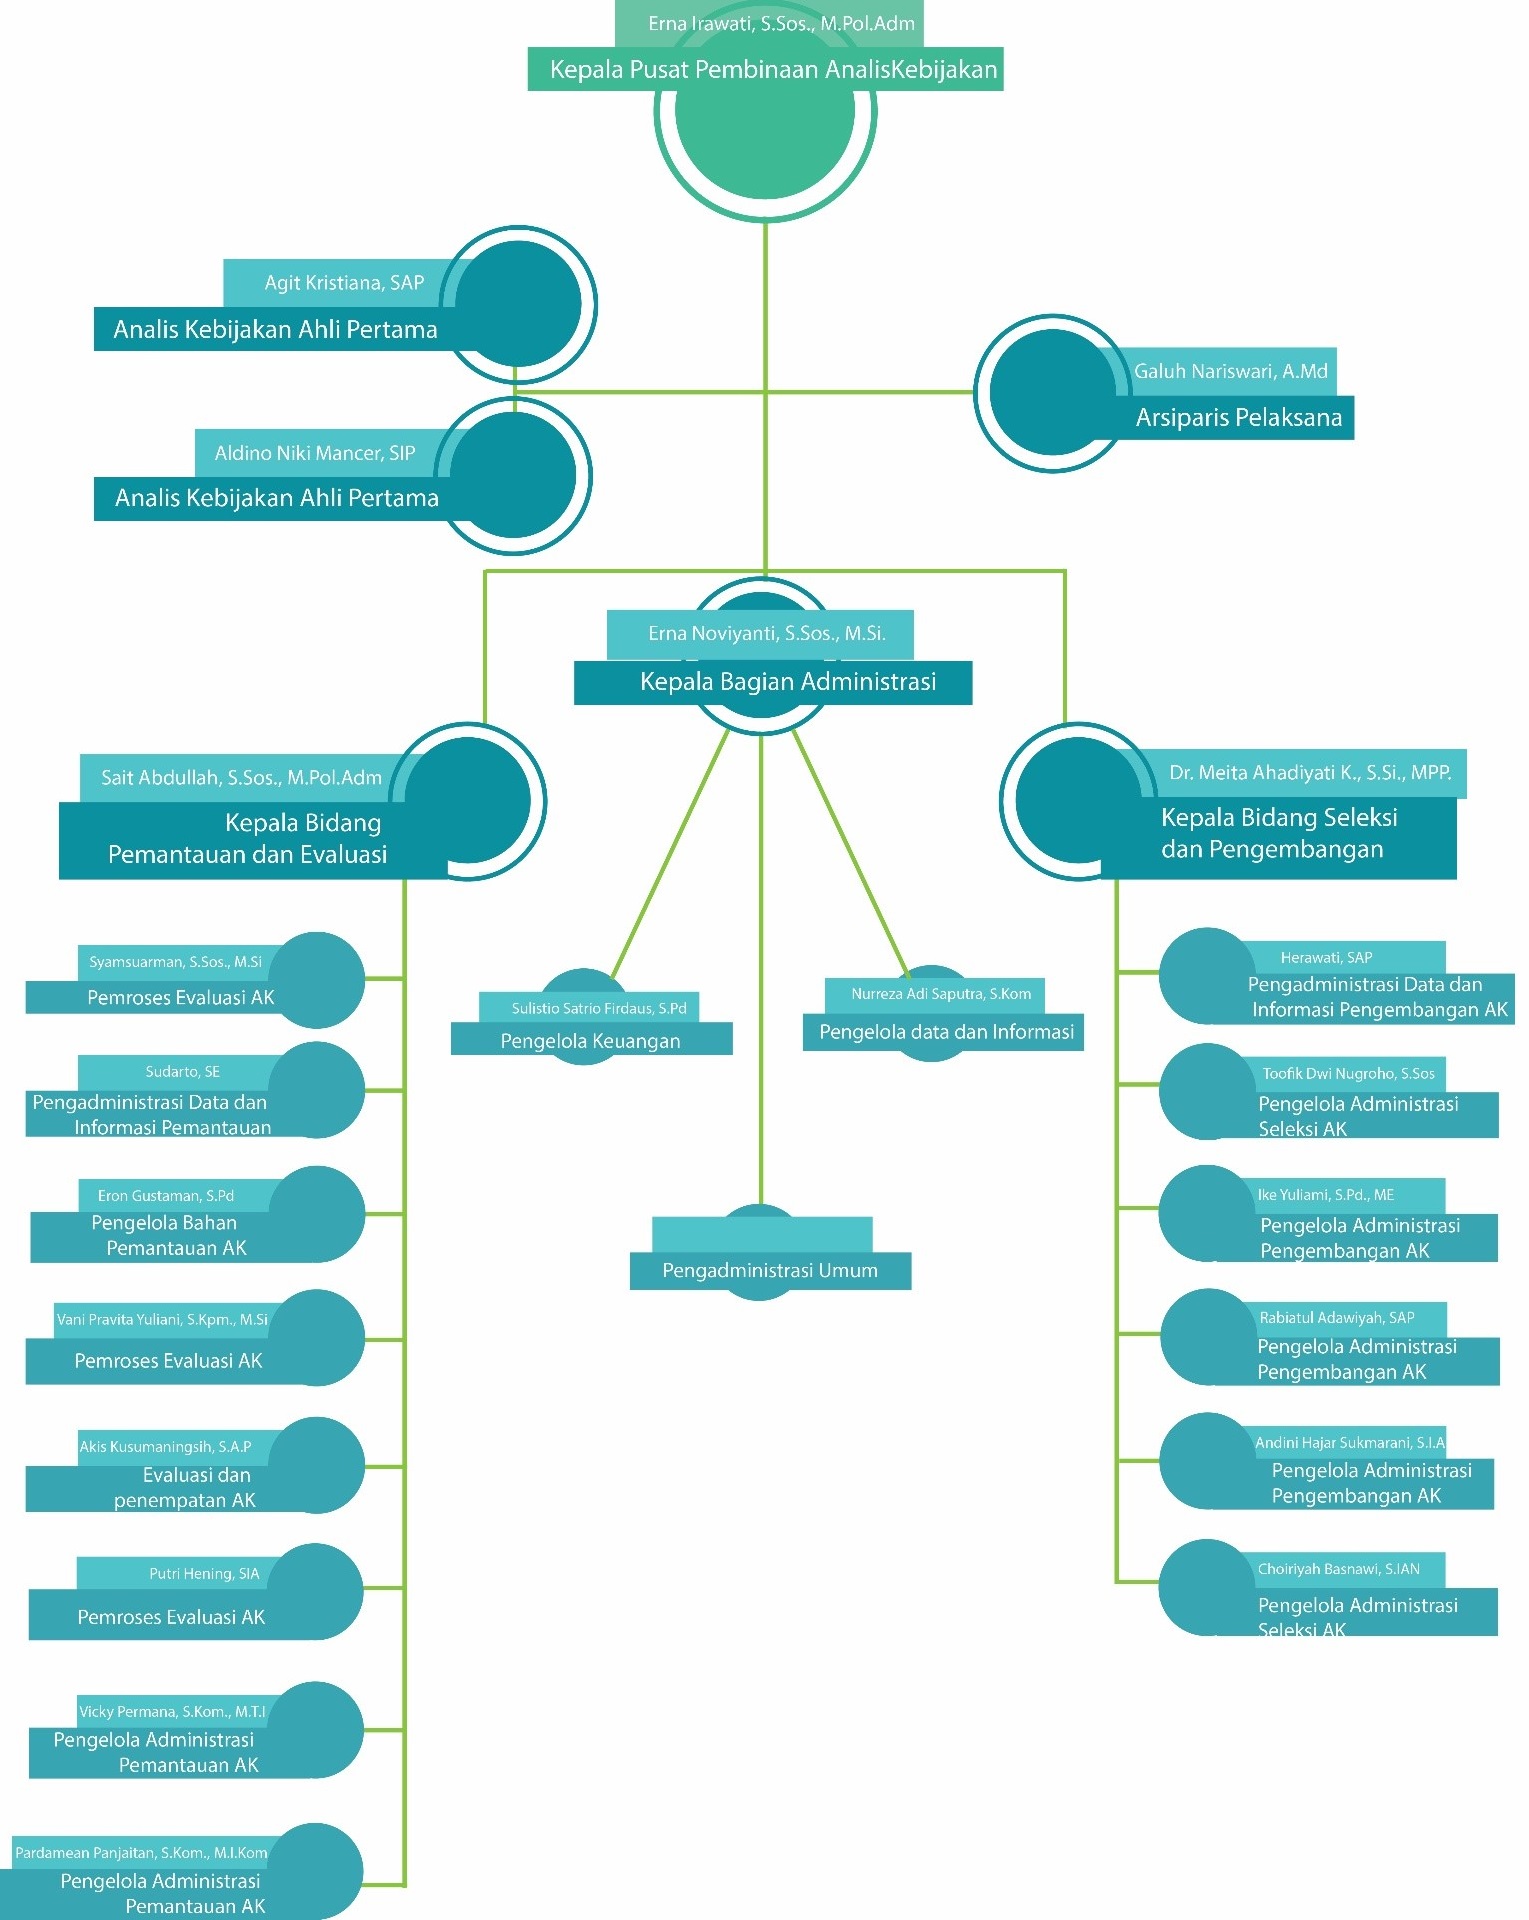 Erna Irawati, S.Sos., M.Pol.Adm
Kepala Pusat Pembinaan AnalisKebijakan
Agit Kristiana, SAP
Analis Kebijakan Ahli Pertama
Galuh Nariswari, A.Md
Arsiparis Pelaksana
Aldino Niki Mancer, SIP
Analis Kebijakan Ahli Pertama
Erna Noviyanti, S.Sos., M.Si.
Kepala Bagian Administrasi
Sait Abdullah, S.Sos., M.Pol.Adm
Kepala Bidang
Pemantauan dan Evaluasi
Dr. Meita Ahadiyati K., S.Si., MPP.
Kepala Bidang Seleksi
dan Pengembangan
Syamsuarman, S.Sos., M.Si
Pemroses Evaluasi AK
Sudarto, SE
Pengadministrasi Data dan
Informasi Pemantauan
Eron Gustaman, S.Pd
Pengelola Bahan
Pemantauan AK
Vani Pravita Yuliani, S.Kpm., M.Si
Pemroses Evaluasi AK
Akis Kusumaningsih, S.A.P
Evaluasi dan
penempatan AK
Putri Hening, SIA
Pemroses Evaluasi AK
Vicky Permana, S.Kom., M.T.I
Pengelola Administrasi
Pemantauan AK
Pardamean Panjaitan, S.Kom., M.I.Kom
Pengelola Administrasi
Pemantauan AK
Sulistio Satrio Firdaus, S.Pd
Pengelola Keuangan
Nurreza Adi Saputra, S.Kom
Pengelola data dan Informasi
Pengadministrasi Umum
Herawati, SAP
Pengadministrasi Data dan
Informasi Pengembangan AK
Toofik Dwi Nugroho, S.Sos
Pengelola Administrasi
Seleksi AK
Ike Yuliami, S.Pd., ME
Pengelola Administrasi
Pengembangan AK
Rabiatul Adawiyah, SAP
Pengelola Administrasi
Pengembangan AK
Andini Hajar Sukmarani, S.I.A
Pengelola Administrasi
Pengembangan AK
Choiriyah Basnawi, S.IAN
Pengelola Administrasi
Seleksi AK